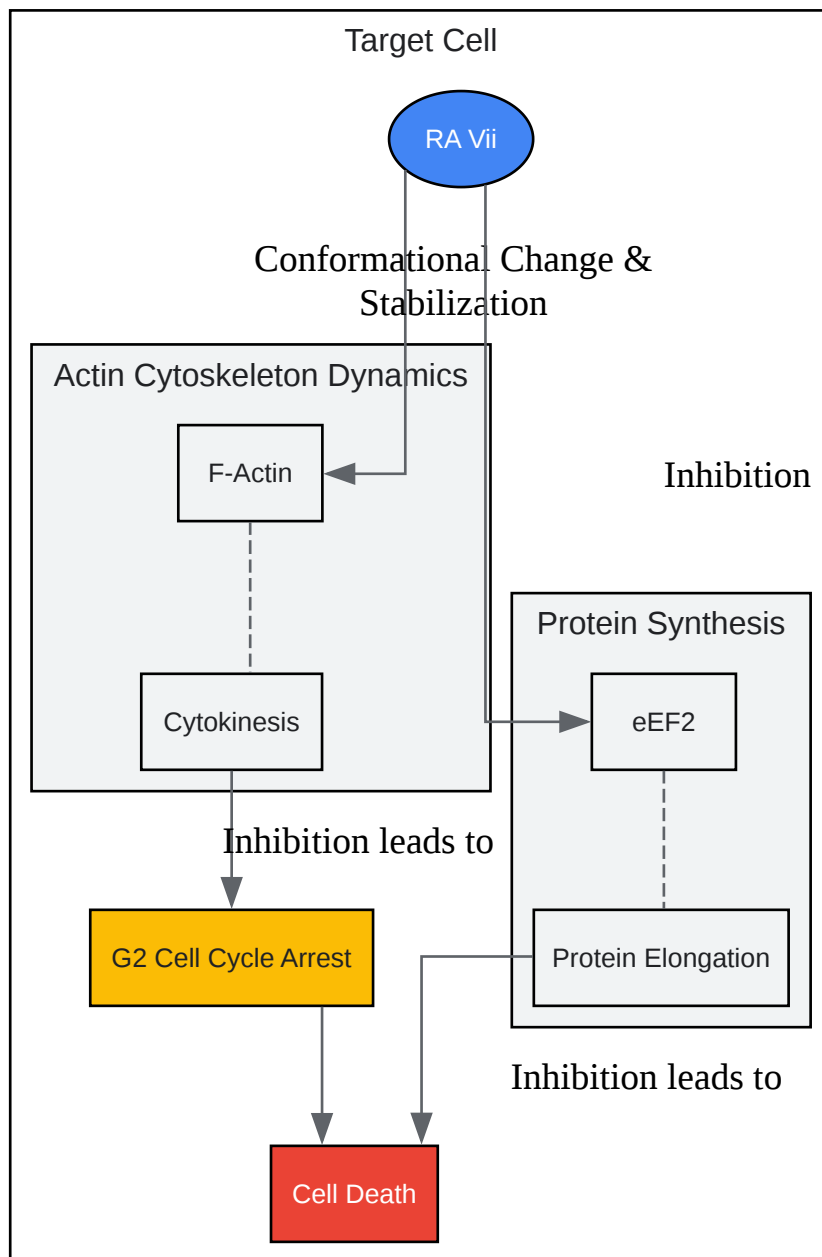 Target Cell
RA Vii
Conformational Change &
Stabilization
Actin Cytoskeleton Dynamics
F-Actin
Inhibition
Protein Synthesis
Cytokinesis
eEF2
Inhibition leads to
G2 Cell Cycle Arrest
Protein Elongation
Inhibition leads to
Cell Death